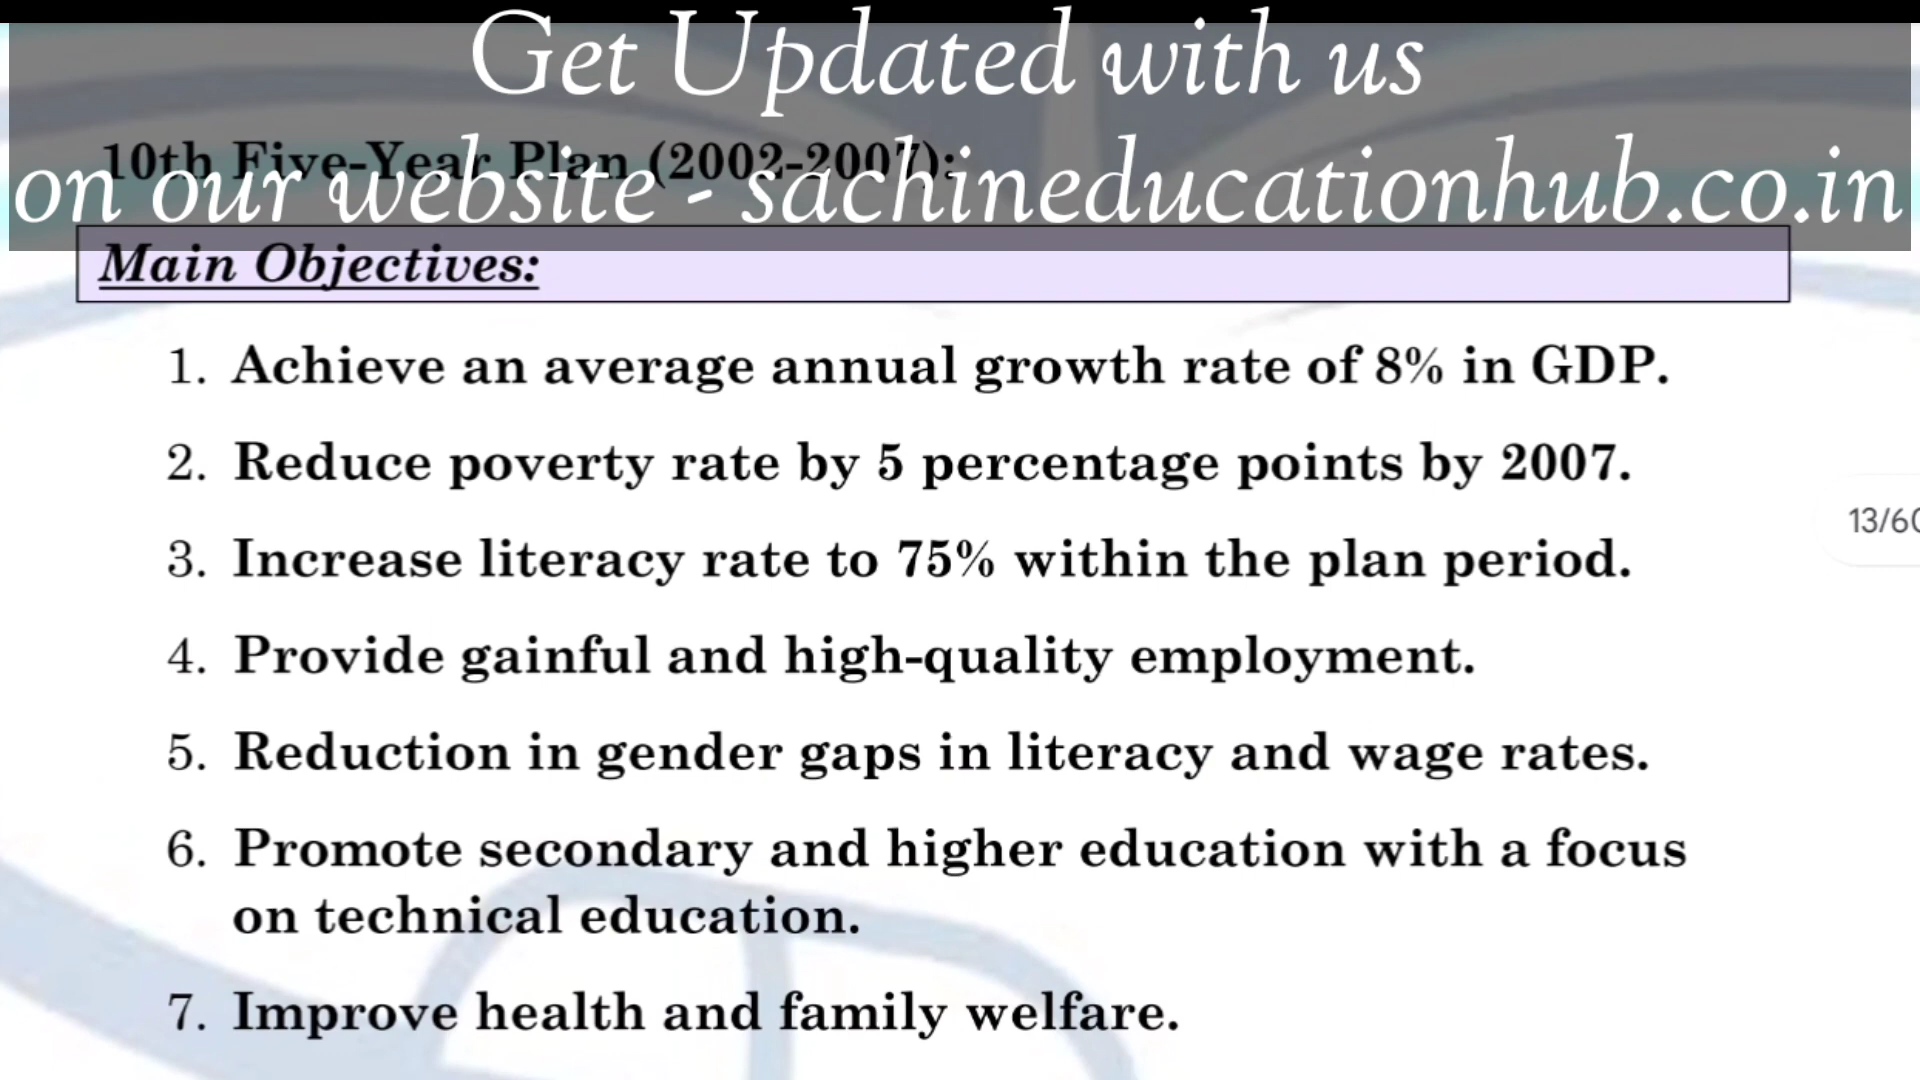 Get Updated with us
10th Five-Year Plan (2002-2007):
on our website - sachineducationhub.co.in
Main Objectives:
1. Achieve an average annual growth rate of 8% in GDP.
2. Reduce poverty rate by 5 percentage points by 2007.
13/60
3. Increase literacy rate to 75% within the plan period.
4. Provide gainful and high-quality employment.
5. Reduction in gender gaps in literacy and wage rates.
6. Promote secondary and higher education with a focus
on technical education.
7. Improve health and family welfare.